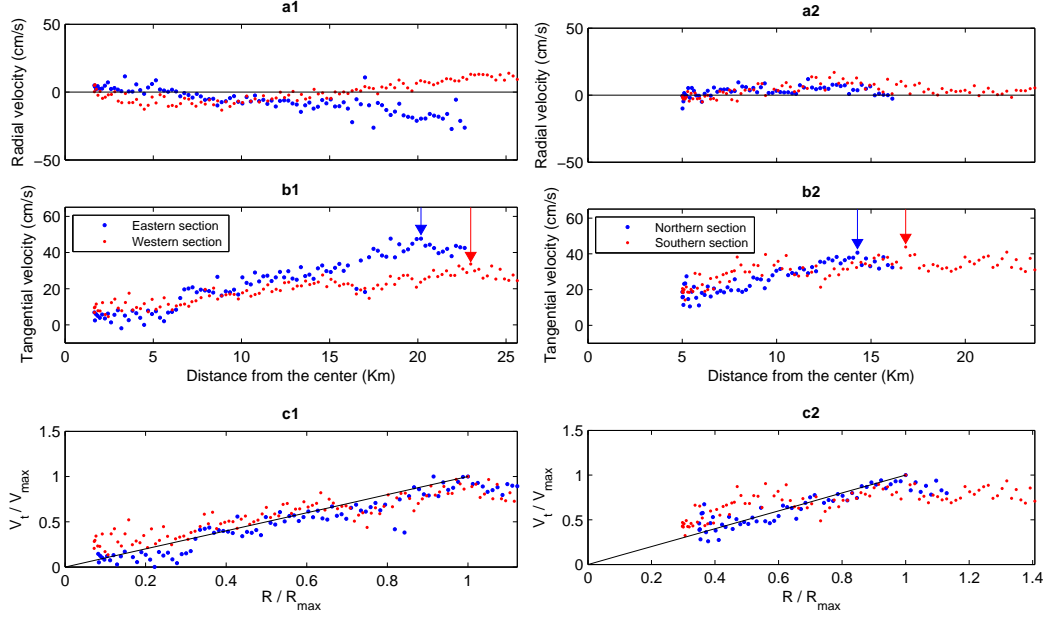 a1
50
0
−50
Radial velocity (cm/s)
a2
50
0
−50
Radial velocity (cm/s)
b1
60
40
20
0
Tangential velocity (cm/s)
Eastern section
Western section
0 5 10 15 20 25
Distance from the center (Km)
b2
60
40
20
0
Tangential velocity (cm/s)
Northern section
Southern section
0 5 10 15 20
Distance from the center (Km)
c1
1.5
1
0.5
0
V_t / V_max
0 0.2 0.4 0.6 0.8 1
R / R_max
c2
1.5
1
0.5
0
V_t / V_max
0 0.2 0.4 0.6 0.8 1 1.2 1.4
R / R_max